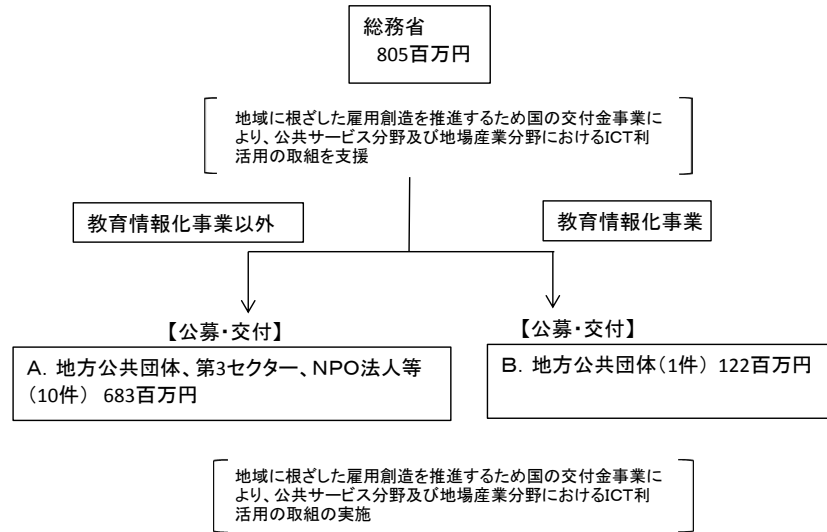 総務省
805百万円
地域に根ざした雇用創造を推進するため国の交付金事業に
より、公共サービス分野及び地場産業分野におけるICT利
活用の取組を支援
教育情報化事業以外
教育情報化事業
【公募・交付】
【公募・交付】
A. 地方公共団体、第3セクター、NPO法人等
(10件) 683百万円
B. 地方公共団体(1件) 122百万円
地域に根ざした雇用創造を推進するため国の交付金事業に
より、公共サービス分野及び地場産業分野におけるICT利
活用の取組の実施